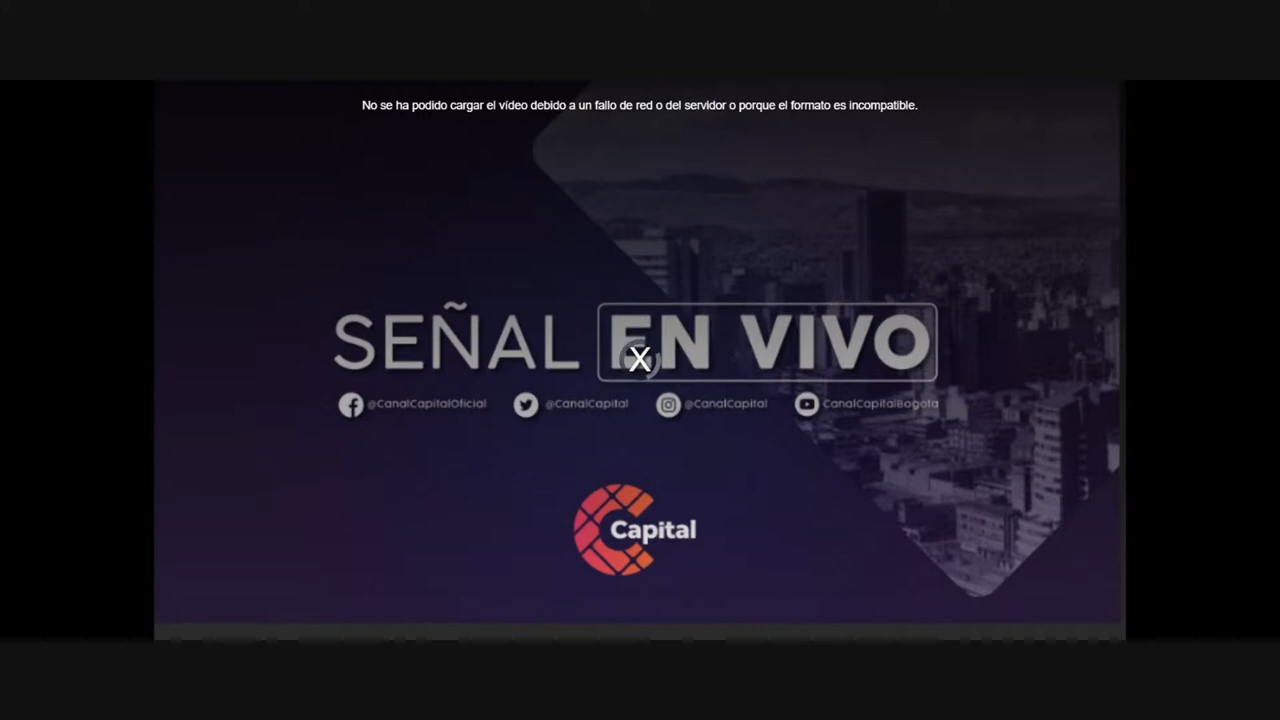 No se ha podido cargar el vídeo debido a un fallo de red o del servidor o porque el formato es incompatible.
SEÑAL EN VIVO
X
@CanalCapitalOficial @CanalCapital @CanalCapital CanalCapitalBogota
Capital